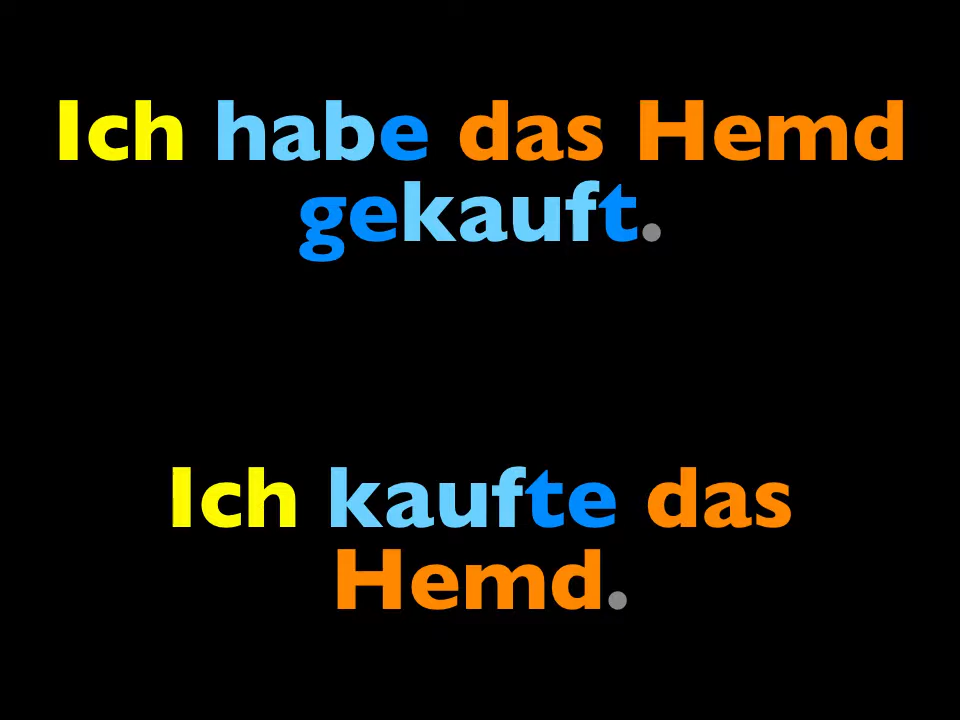 Ich habe das Hemd
gekauft.
Ich kaufte das
Hemd.